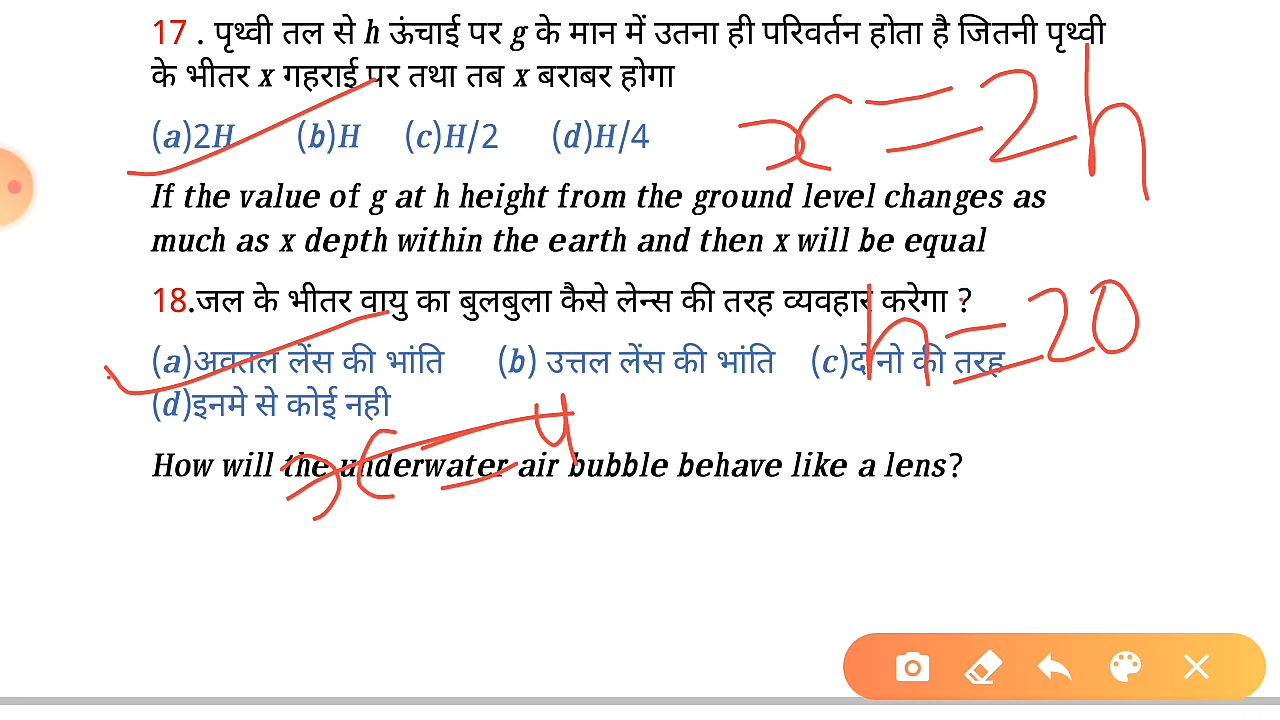 17 . पृथ्वी तल से h ऊंचाई पर g के मान में उतना ही परिवर्तन होता है जितनी पृथ्वी
के भीतर x गहराई पर तथा तब x बराबर होगा
x = 2h
(a)2H (b)H (c)H/2 (d)H/4
If the value of g at h height from the ground level changes as
much as x depth within the earth and then x will be equal
18.जल के भीतर वायु का बुलबुला कैसे लेन्स की तरह व्यवहार करेगा ?
h = 20
(a)अवतल लेंस की भांति (b) उत्तल लेंस की भांति (c)दोनो की तरह
(d)इनमे से कोई नही
x = 4
How will the underwater air bubble behave like a lens?